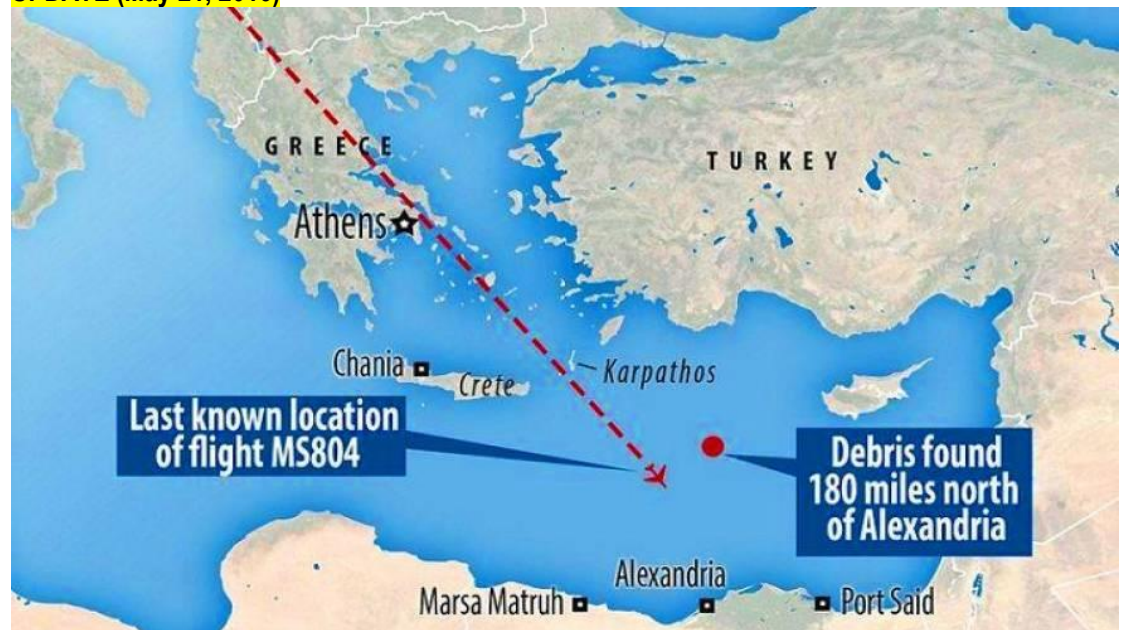 GREECE
TURKEY
Athens
Chania
Crete
Karpathos
Last known location
of flight MS804
Debris found
180 miles north
of Alexandria
Alexandria
Marsa Matruh
Port Said